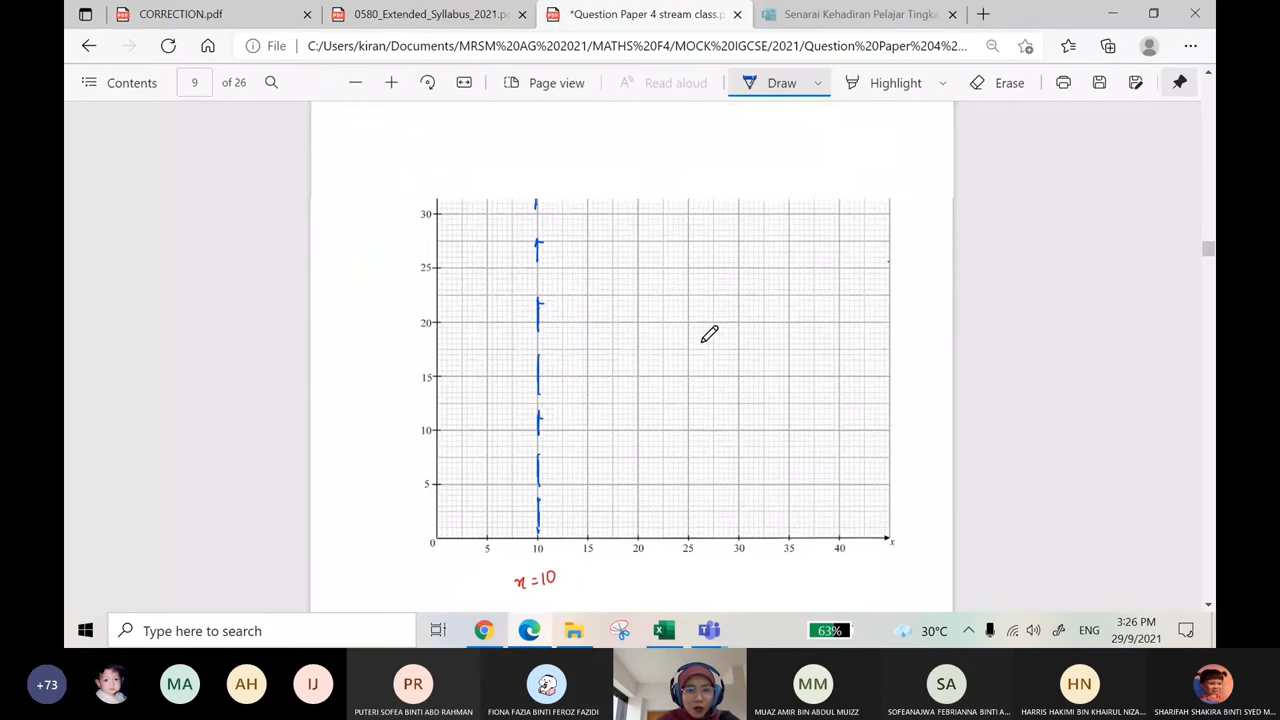 CORRECTION.pdf
0580_Extended_Syllabus_2021.p
*Question Paper 4 stream class.p
Senarai Kehadiran Pelajar Tingka
File
C:/Users/kiran/Documents/MRSM%20AG%202021/MATHS%20F4/MOCK%20IGCSE/2021/Question%20Paper%204%2...
Contents
9
of 26
Page view
Read aloud
Draw
Highlight
Erase
30
25
20
15
10
5
0
5
10
15
20
25
30
35
40
x
x=10
Type here to search
63%
30°C
ENG
3:26 PM
29/9/2021
+73
MA
AH
IJ
PR
PUTERI SOFEA BINTI ABD RAHMAN
FIONA FAZIA BINTI FEROZ FAZIDI
MM
MUAZ AMIR BIN ABDUL MUIZZ
SA
SOFEANAJWA FEBRIANNA BINTI A...
HN
HARRIS HAKIMI BIN KHAIRUL NIZA...
SHARIFAH SHAKIRA BINTI SYED M...